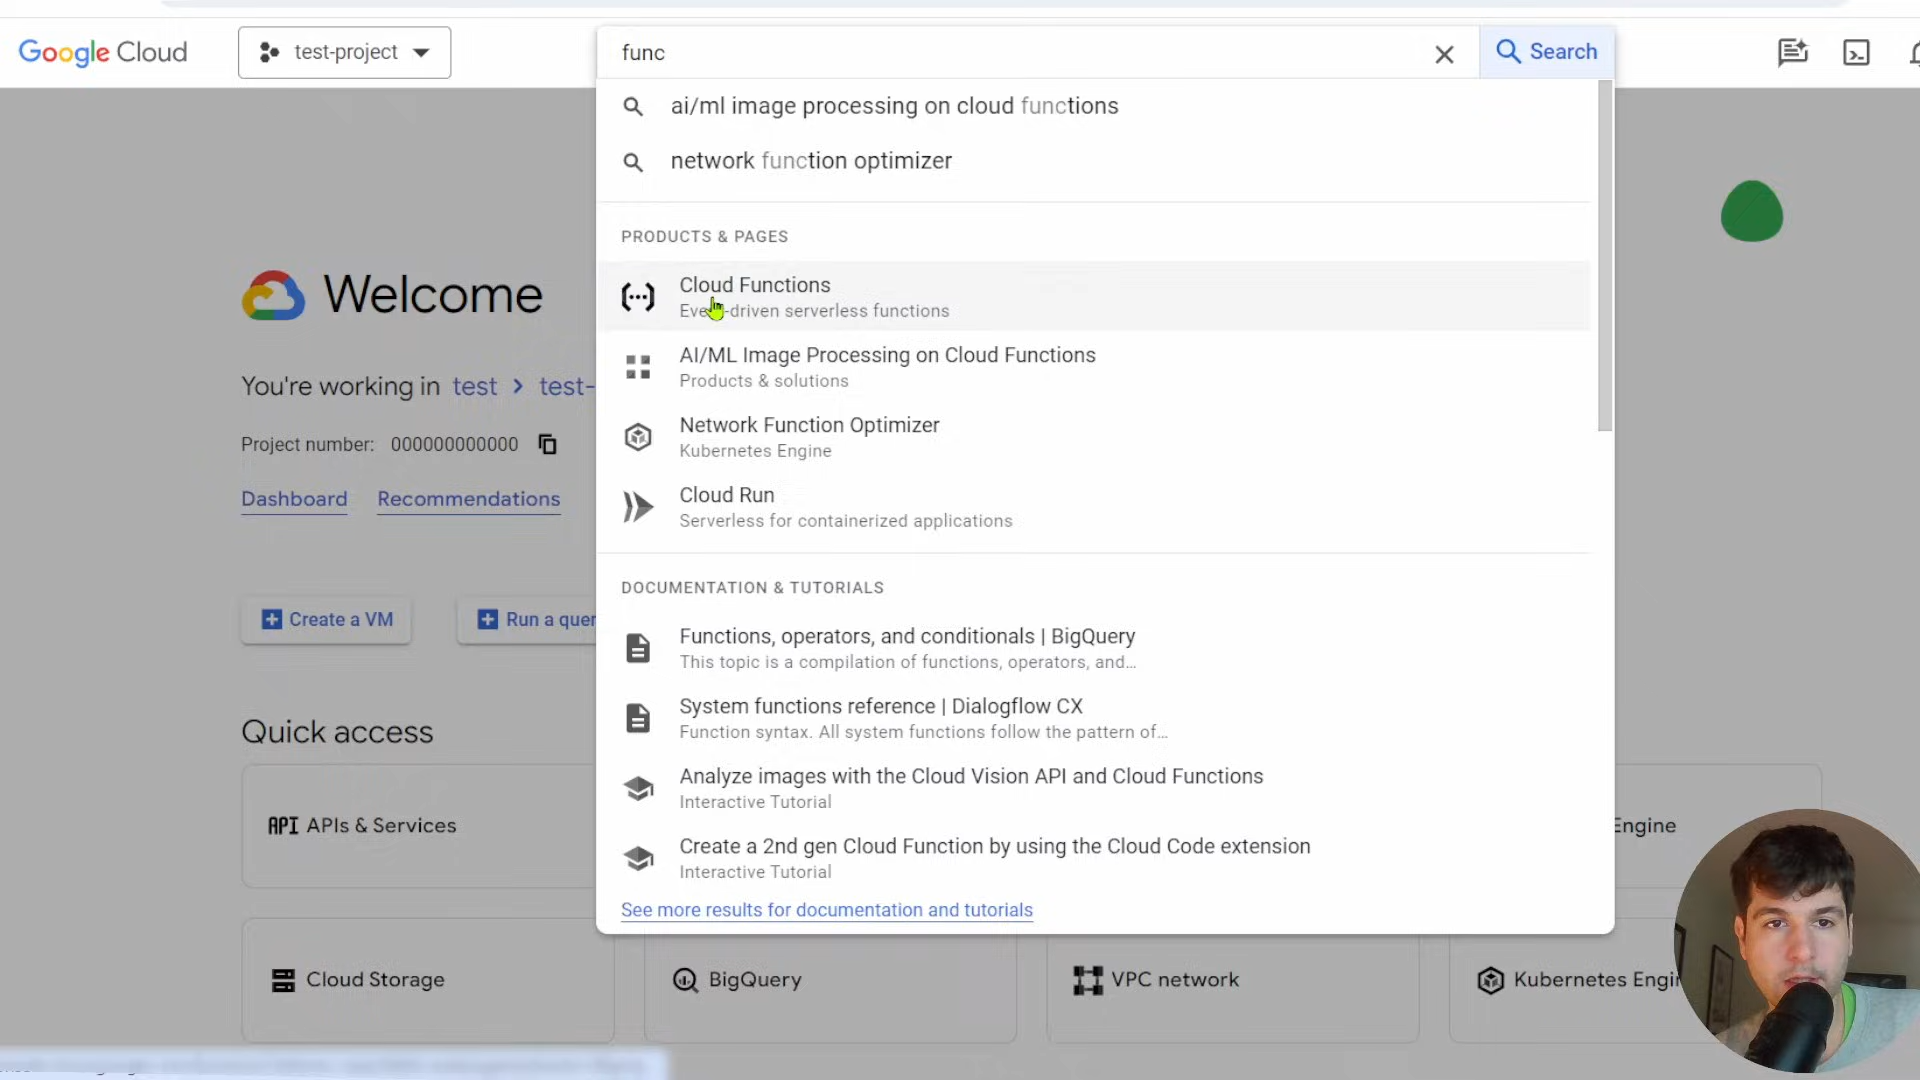 Google Cloud
test-project
func
Search
ai/ml image processing on cloud functions
network function optimizer
PRODUCTS & PAGES
Cloud Functions
Event-driven serverless functions
AI/ML Image Processing on Cloud Functions
Products & solutions
Network Function Optimizer
Kubernetes Engine
Cloud Run
Serverless for containerized applications
DOCUMENTATION & TUTORIALS
Functions, operators, and conditionals | BigQuery
This topic is a compilation of functions, operators, and...
System functions reference | Dialogflow CX
Function syntax. All system functions follow the pattern of...
Analyze images with the Cloud Vision API and Cloud Functions
Interactive Tutorial
Create a 2nd gen Cloud Function by using the Cloud Code extension
Interactive Tutorial
See more results for documentation and tutorials
Welcome
You're working in test > test-
Project number: 000000000000
Dashboard Recommendations
Create a VM
Run a quer
Quick access
API APIs & Services
Engine
Cloud Storage
BigQuery
VPC network
Kubernetes Engi